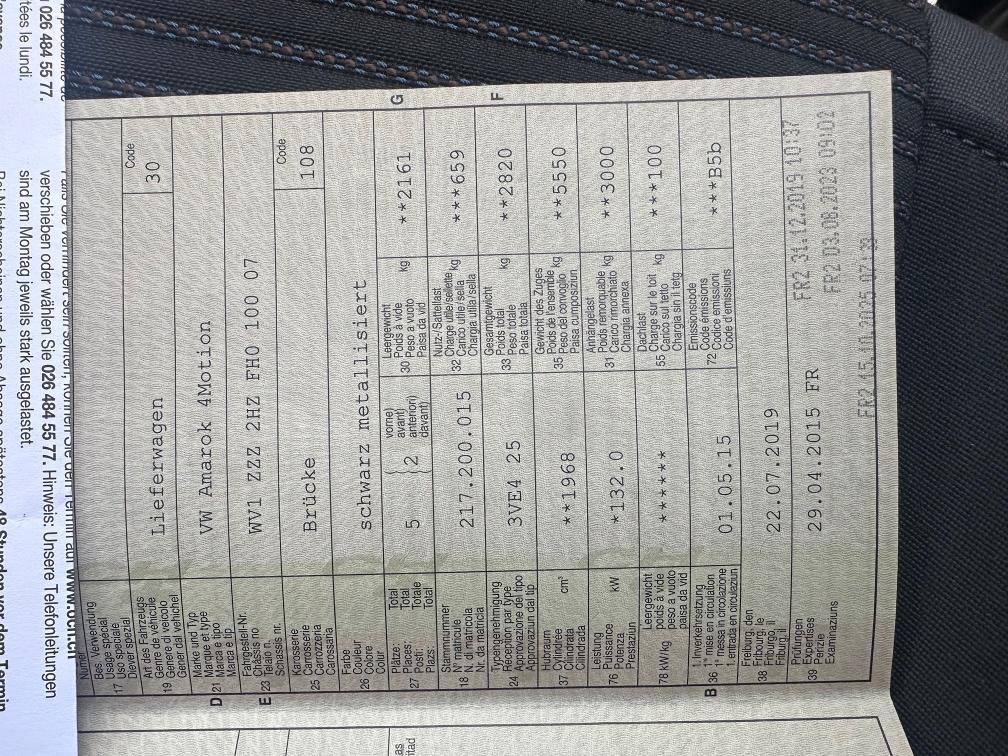 026 484 55 77.
tées le lundi.
verschieben oder wählen Sie 026 484 55 77. Hinweis: Unsere Telefonleitungen
sind am Montag jeweils stark ausgelastet.
Bes. Verwendung
Usage spécial
17 Uso speciale
Diever spezial
Art des Fahrzeugs
Genre de véhicule
19 Genere di veicolo
Gener dal vehichel
Lieferwagen
Code
30
Marke und Typ
D 21 Marque et type
Marca e tipo
Marca e tip
VW Amarok 4Motion
Fahrgestell-Nr.
E 23 Châssis no
Telaio n.
Schassis nr.
WV1 ZZZ 2HZ FH0 100 07
Karosserie
25 Carrosserie
Carrozzeria
Carossaria
Brücke
Code
108
Farbe
Couleur
26 Colore
Colur
schwarz metallisiert
Plätze: Total
Places: Total
27 Posti: Totale
Plazs: Total
5
2
vorne)
avant)
anteriori)
davant)
Leergewicht
Poids à vide
30 Peso a vuoto
Paisa da vid
kg
**2161
G
Stammnummer
N° matricule
18 N. di matricola
Nr. da matricla
217.200.015
Nutz-/Sattellast
Charge utile/sellette
32 Carico utile/sella
Chargia utila/sella
kg
***659
Typengenehmigung
Réception par type
24 Approvazione del tipo
Approvaziun dal tip
3VE4 25
Gesamtgewicht
Poids total
33 Peso totale
Paisa totala
kg
**2820
F
Hubraum
Cylindrée
37 Cilindrata
Cilindrada
cm³
**1968
Gewicht des Zuges
Poids de l'ensemble
35 Peso del convoglio
Paisa cumposiziun
kg
**5550
Leistung
Puissance
76 Potenza
Prestaziun
kW
*132.0
Anhängelast
Poids remorquable
31 Carico rimorchiato
Chargia annexa
kg
**3000
78 kW/kg
Leergewicht
poids à vide
peso a vuoto
paisa da vid
******
Dachlast
Charge sur le toit
55 Carico sul tetto
Chargia sin il tetg
kg
***100
1. Inverkehrsetzung
B 36 1re mise en circulation
1a messa in circolazione
1. entrada en circulaziun
01.05.15
Emissionscode
Code émissions
72 Codice emissioni
Code d'emissions
***B5b
Freiburg, den
38 Fribourg, le
Friburgo, il
Friburg, ils
22.07.2019
Prüfungen
39 Expertises
Perizie
Examinaziuns
29.04.2015 FR
FR2 31.12.2019 10:37
FR2 03.08.2023 09:02
FR2 15.10.2025 07:33